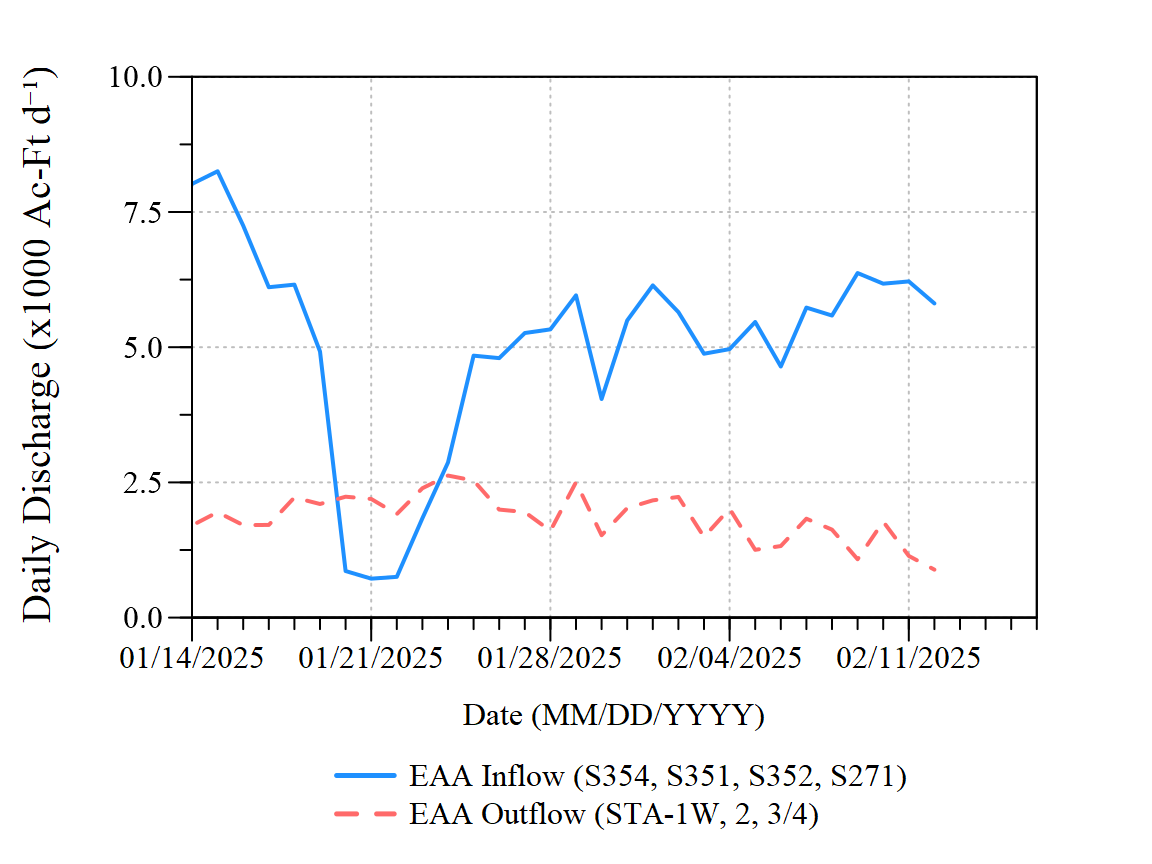 Daily Discharge (x1000 Ac-Ft d⁻¹)
10.0
7.5
5.0
2.5
0.0
01/14/2025 01/21/2025 01/28/2025 02/04/2025 02/11/2025
Date (MM/DD/YYYY)
EAA Inflow (S354, S351, S352, S271)
EAA Outflow (STA-1W, 2, 3/4)